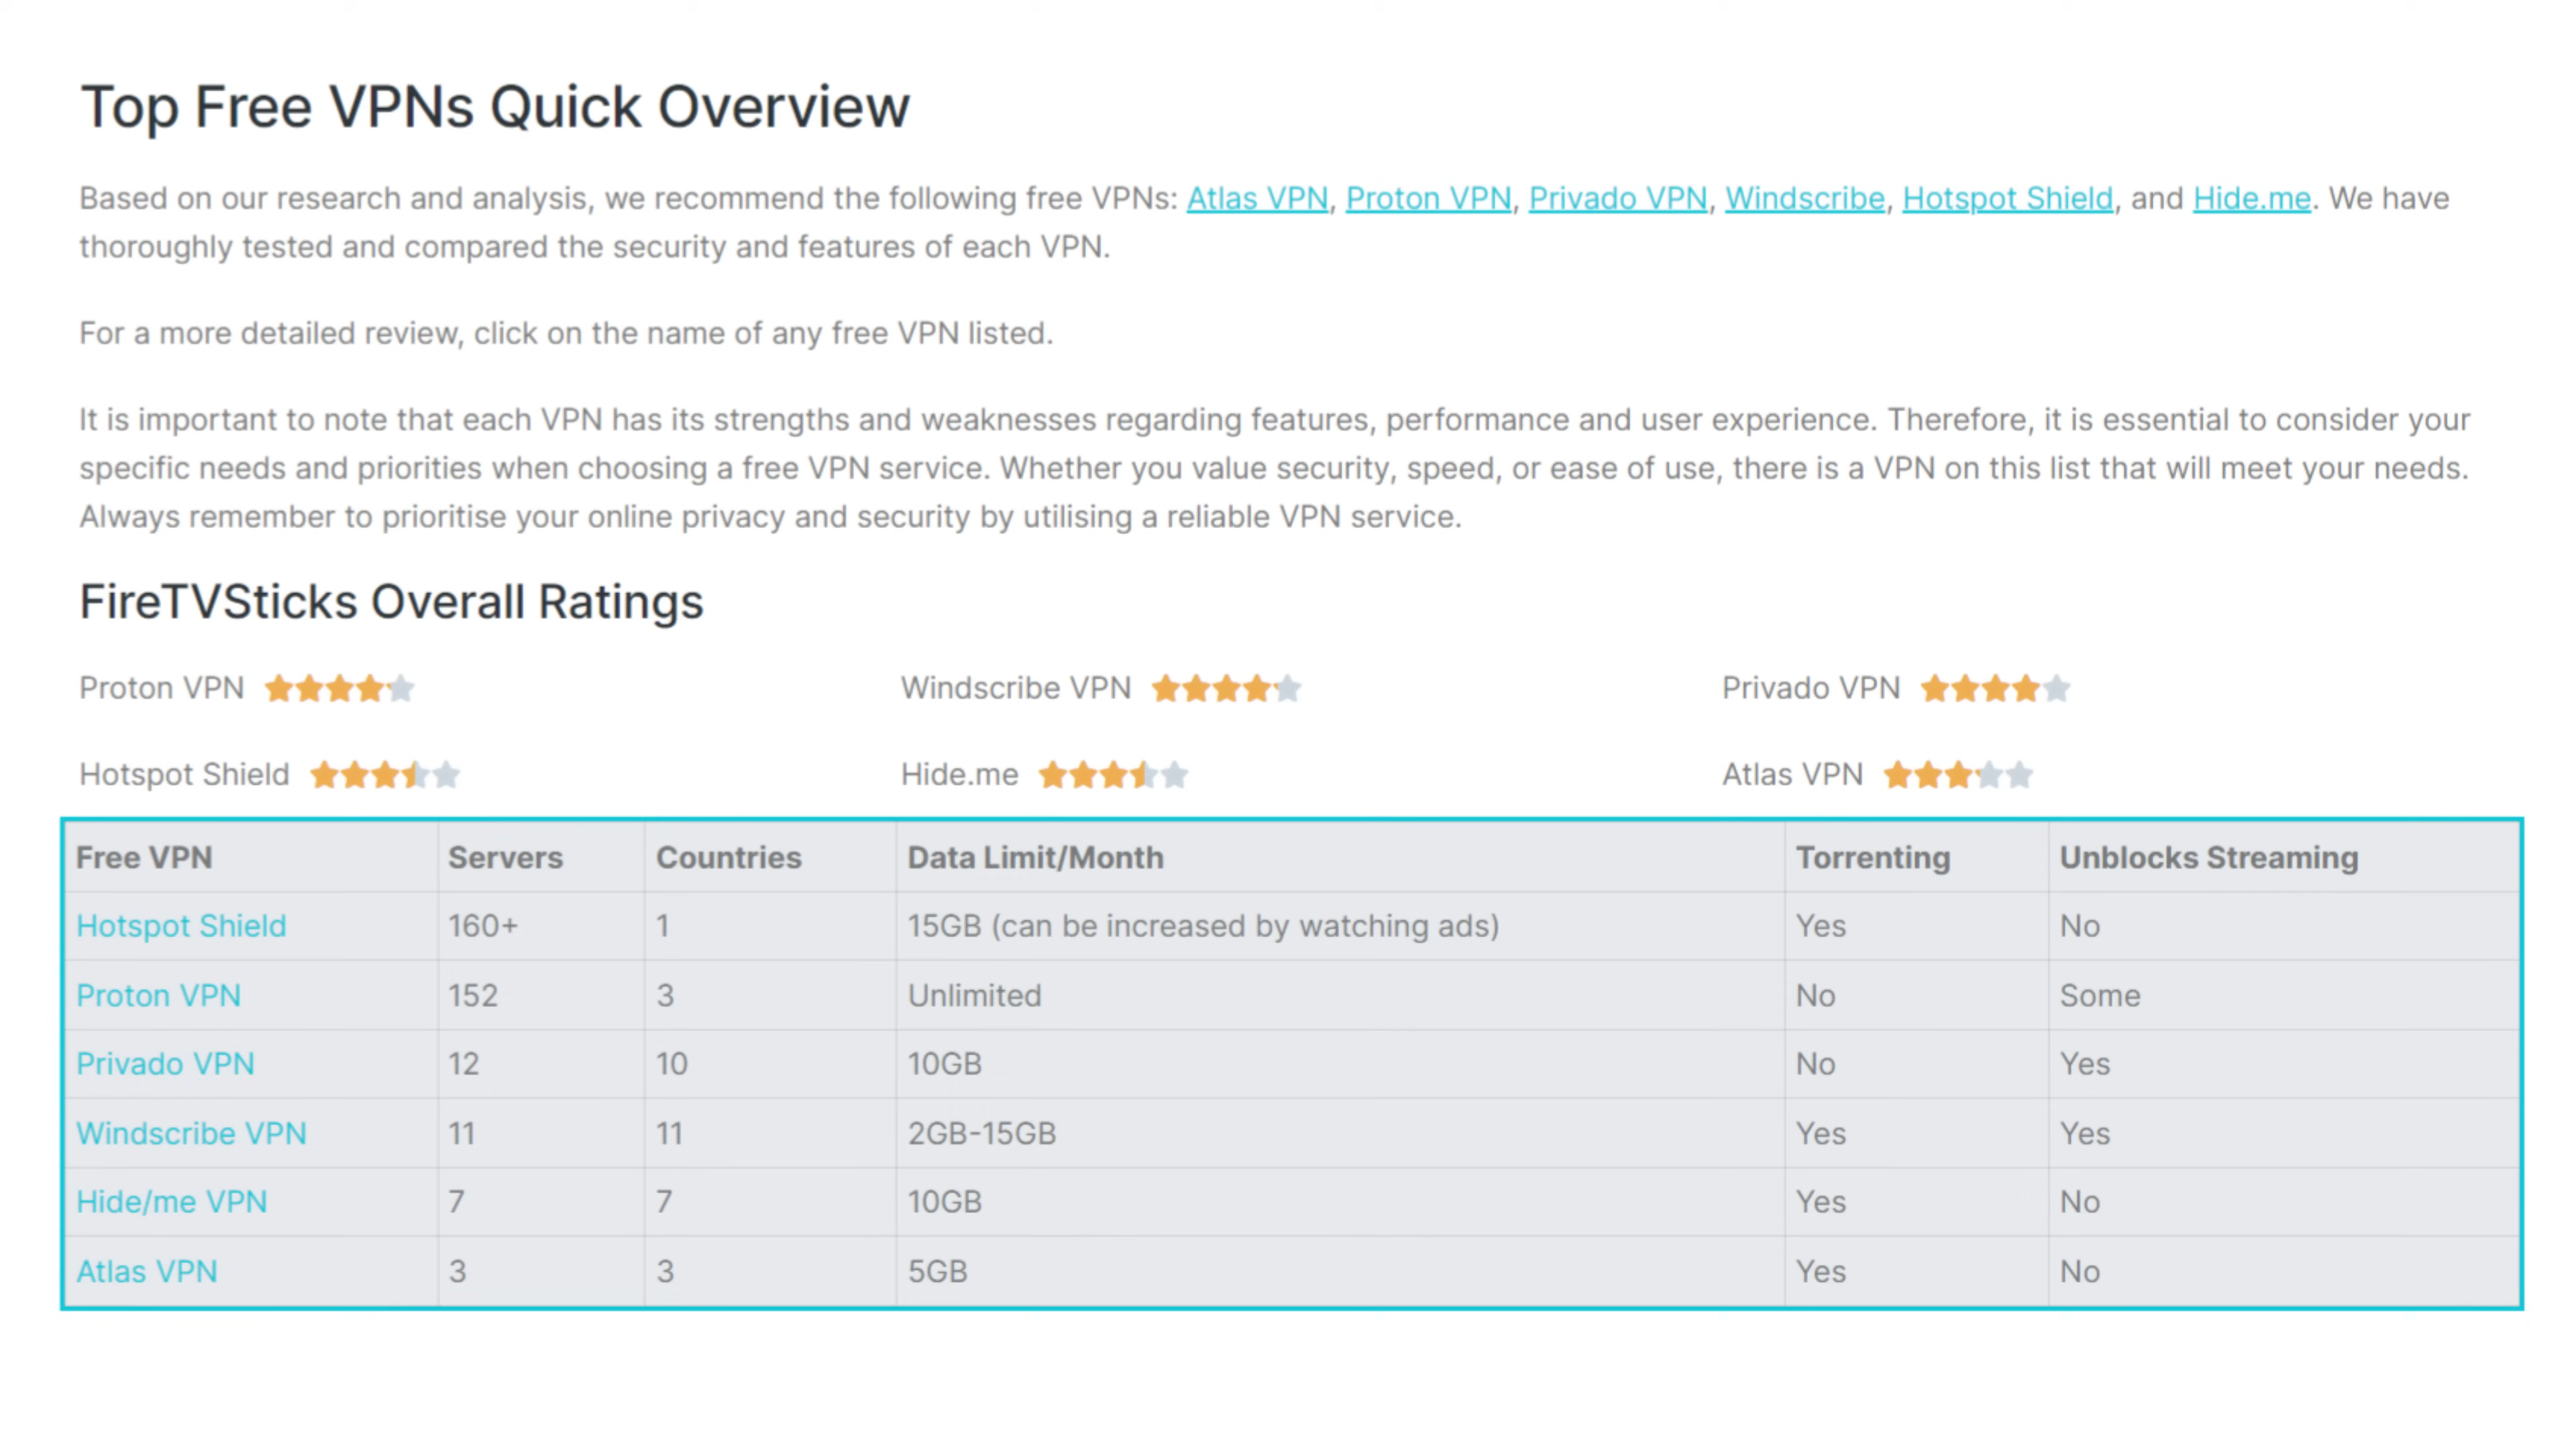 Top Free VPNs Quick Overview
Based on our research and analysis, we recommend the following free VPNs: Atlas VPN, Proton VPN, Privado VPN, Windscribe, Hotspot Shield, and Hide.me. We have
thoroughly tested and compared the security and features of each VPN.
For a more detailed review, click on the name of any free VPN listed.
It is important to note that each VPN has its strengths and weaknesses regarding features, performance and user experience. Therefore, it is essential to consider your
specific needs and priorities when choosing a free VPN service. Whether you value security, speed, or ease of use, there is a VPN on this list that will meet your needs.
Always remember to prioritise your online privacy and security by utilising a reliable VPN service.
FireTVSticks Overall Ratings
Proton VPN Windscribe VPN Privado VPN
Hotspot Shield Hide.me Atlas VPN
Free VPN Servers Countries Data Limit/Month Torrenting Unblocks Streaming
Hotspot Shield 160+ 1 15GB (can be increased by watching ads) Yes No
Proton VPN 152 3 Unlimited No Some
Privado VPN 12 10 10GB No Yes
Windscribe VPN 11 11 2GB-15GB Yes Yes
Hide/me VPN 7 7 10GB Yes No
Atlas VPN 3 3 5GB Yes No